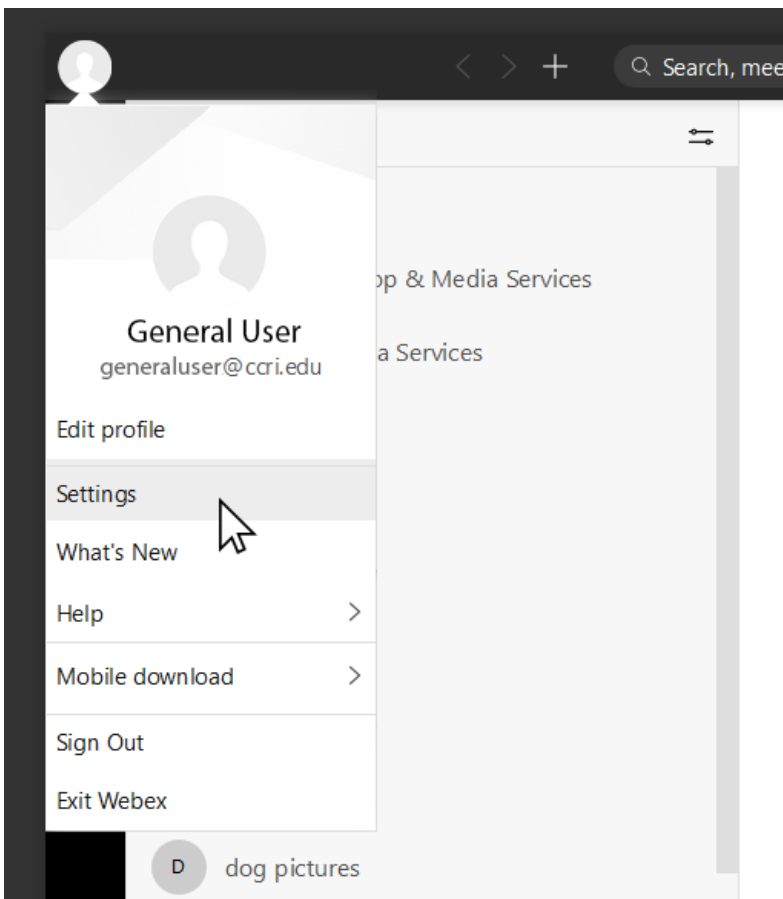 Search, mee
General User
generaluser@ccri.edu
op & Media Services
a Services
Edit profile
Settings
What's New
Help
Mobile download
Sign Out
Exit Webex
D dog pictures